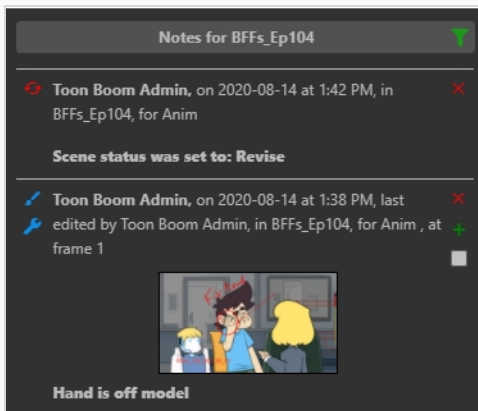 Notes for BFFs_Ep104
Toon Boom Admin, on 2020-08-14 at 1:42 PM, in
BFFs_Ep104, for Anim
Scene status was set to: Revise
Toon Boom Admin, on 2020-08-14 at 1:38 PM, last
edited by Toon Boom Admin, in BFFs_Ep104, for Anim , at
frame 1
Hand is off model